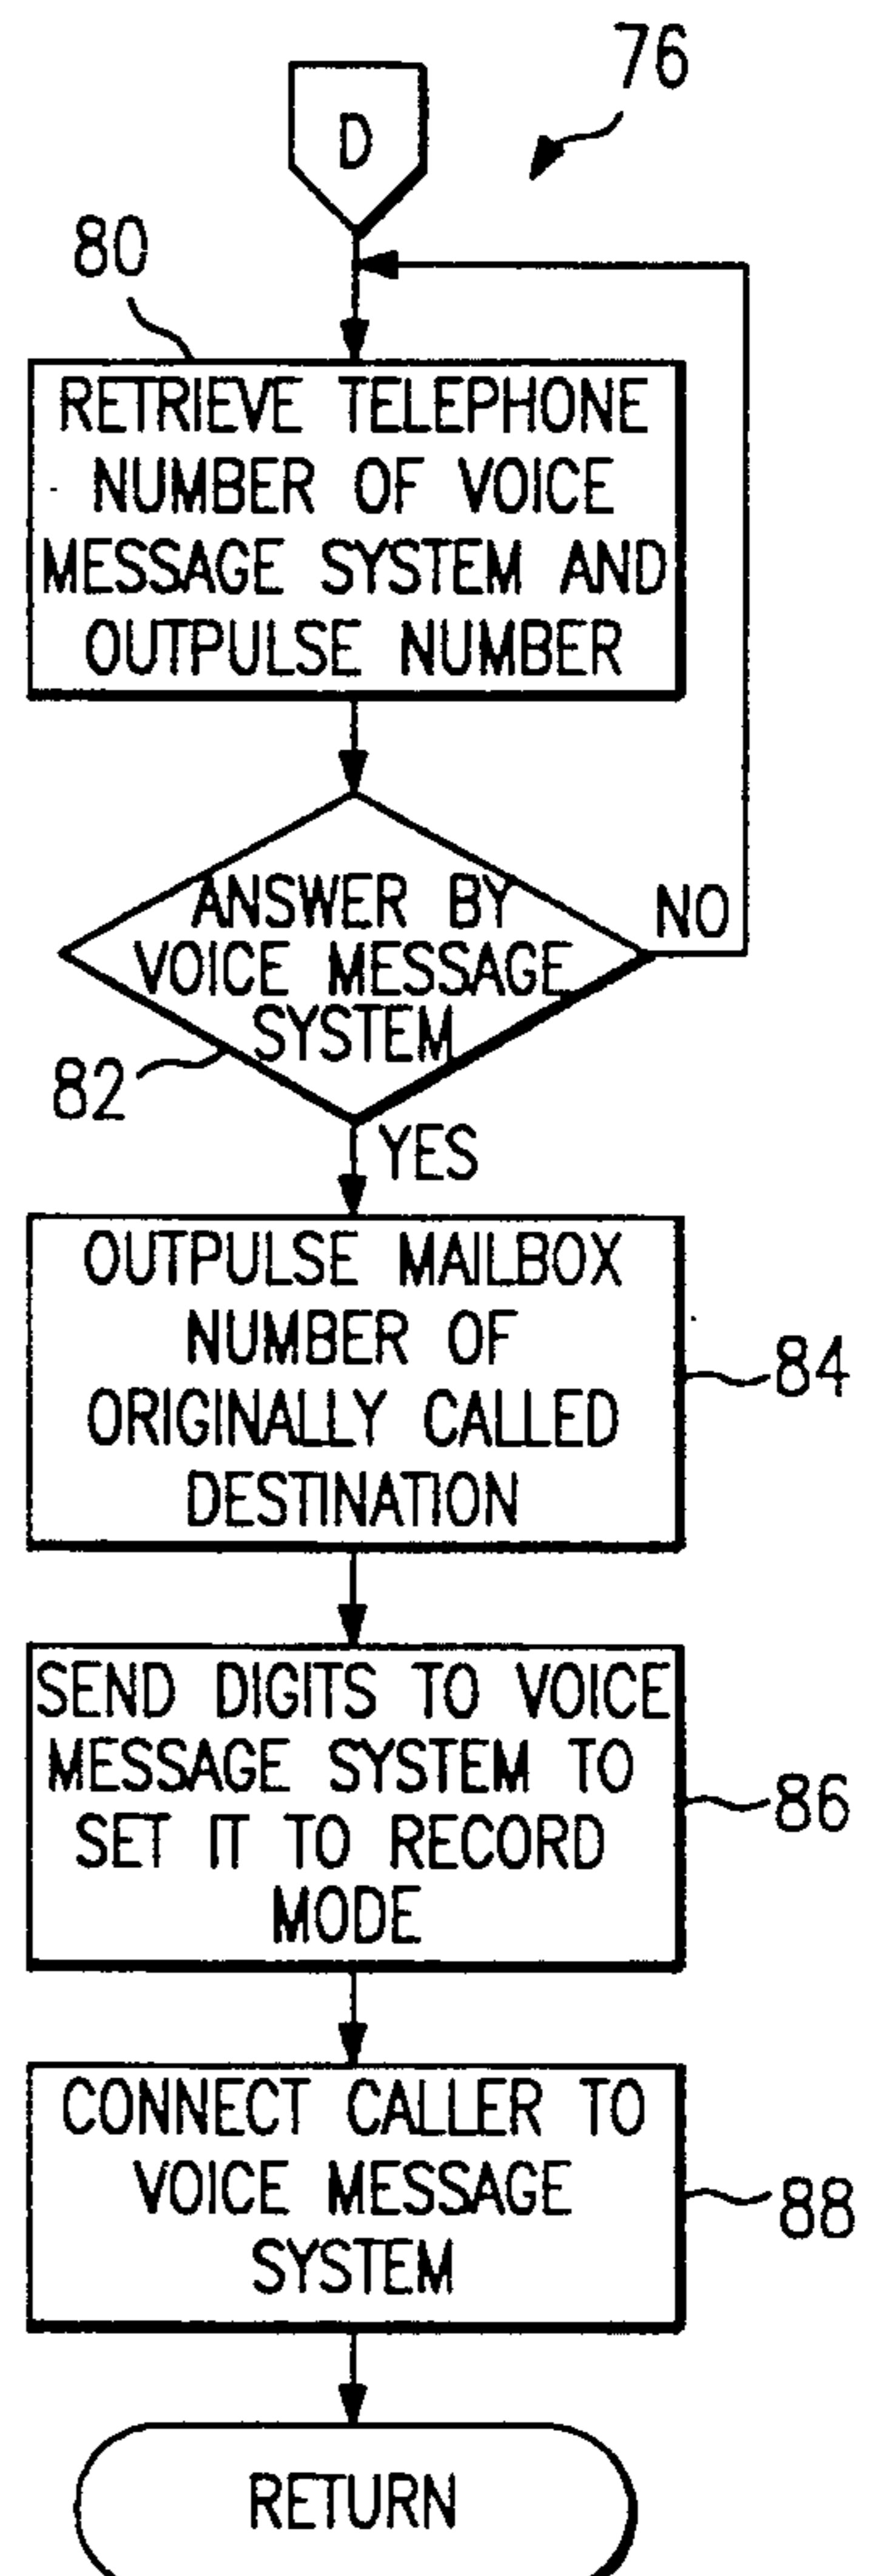 76
D
80
RETRIEVE TELEPHONE
NUMBER OF VOICE
MESSAGE SYSTEM AND
OUTPULSE NUMBER
ANSWER BY
VOICE MESSAGE
SYSTEM
NO
82
YES
OUTPULSE MAILBOX
NUMBER OF
ORIGINALLY CALLED
DESTINATION
84
SEND DIGITS TO VOICE
MESSAGE SYSTEM TO
SET IT TO RECORD
MODE
86
CONNECT CALLER TO
VOICE MESSAGE
SYSTEM
88
RETURN